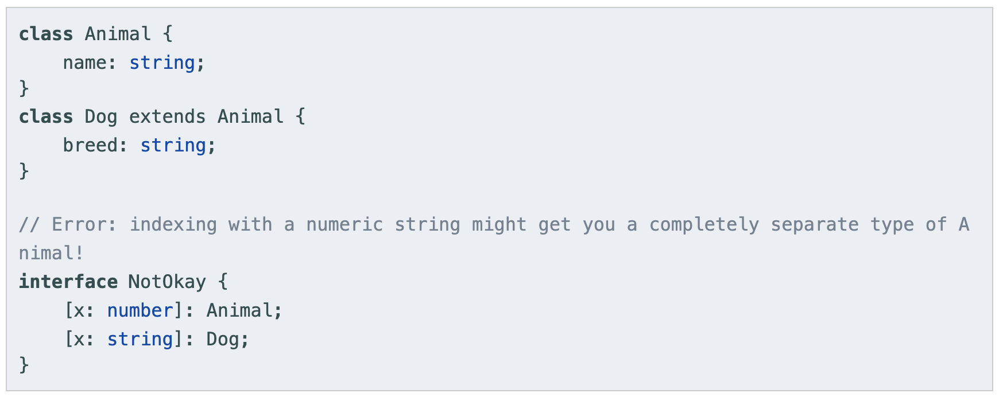 class Animal {
    name: string;
}
class Dog extends Animal {
    breed: string;
}

// Error: indexing with a numeric string might get you a completely separate type of A
nimal!
interface NotOkay {
    [x: number]: Animal;
    [x: string]: Dog;
}